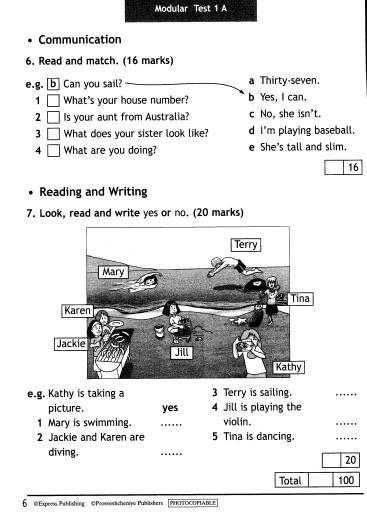 Modular Test 1 A
• Communication
6. Read and match. (16 marks)
e.g. b Can you sail?
1 What's your house number?
2 Is your aunt from Australia?
3 What does your sister look like?
4 What are you doing?
a Thirty-seven.
b Yes, I can.
c No, she isn't.
d I'm playing baseball.
e She's tall and slim.
16
• Reading and Writing
7. Look, read and write yes or no. (20 marks)
Terry
Mary
Tina
Karen
Jackie
Jill
Kathy
e.g. Kathy is taking a
picture. yes
1 Mary is swimming. ......
2 Jackie and Karen are
diving. ......
3 Terry is sailing. ......
4 Jill is playing the
violin. ......
5 Tina is dancing. ......
20
Total 100
6 ©Express Publishing ©Prosveshcheniye Publishers PHOTOCOPIABLE